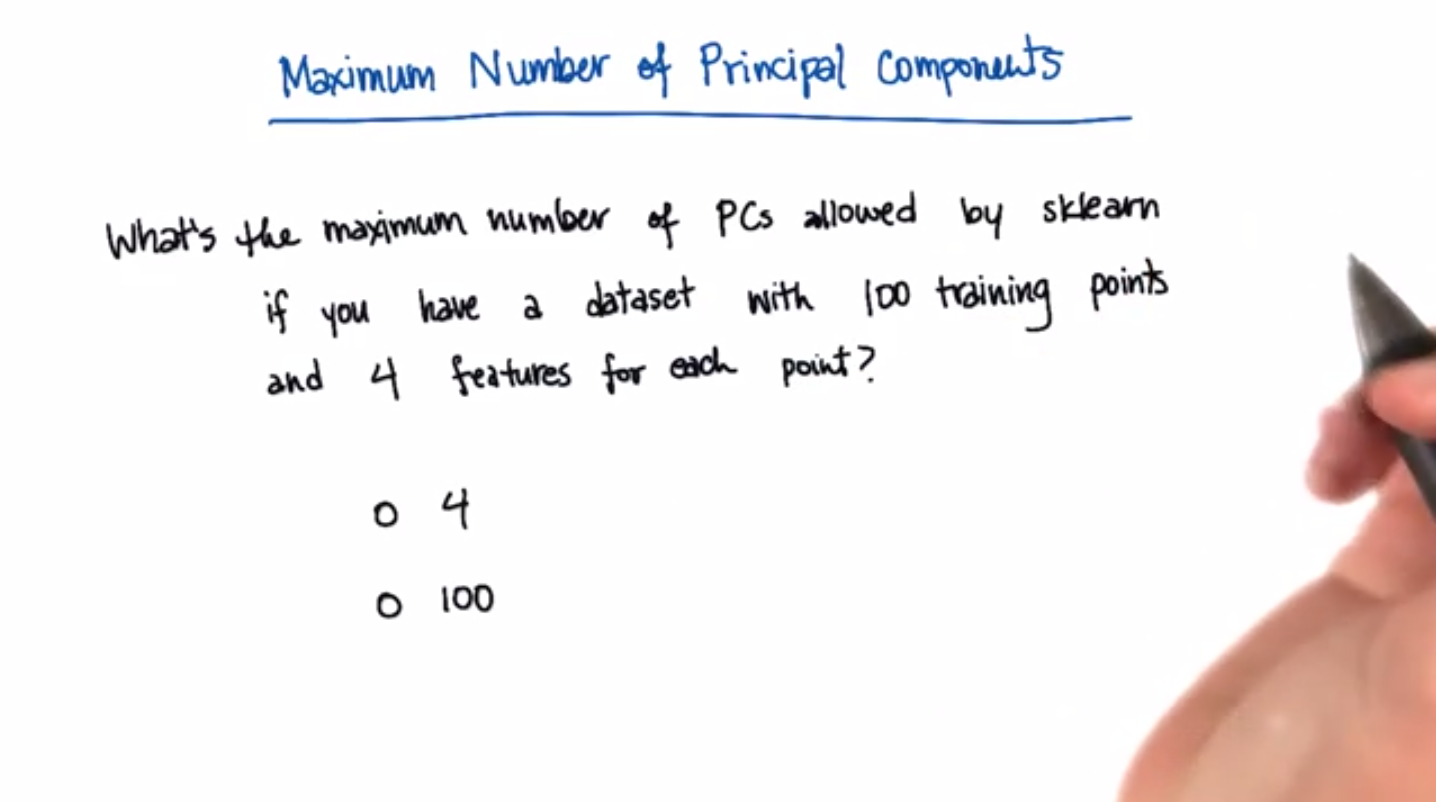 Maximum Number of Principal Components
What's the maximum number of PCs allowed by sklearn
if you have a dataset with 100 training points
and 4 features for each point?
O 4
O 100